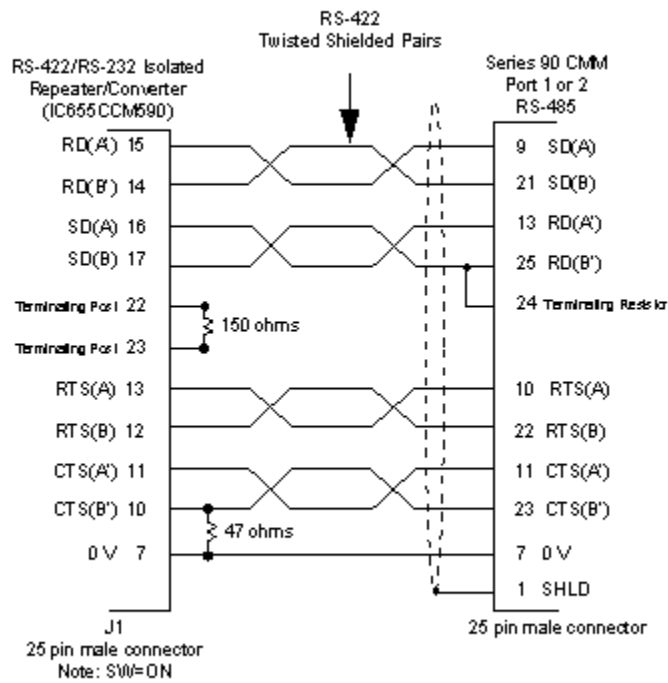 RS-422
Twisted Shielded Pairs
RS-422/RS-232 Isolated
Repeater/Converter
(IC655CCM590)
Series 90 CMM
Port 1 or 2
RS-485
RD(A') 15
9 SD(A)
RD(B') 14
21 SD(B)
SD(A) 16
13 RD(A')
SD(B) 17
25 RD(B')
Terminating Post 22
24 Terminating Resistor
150 ohms
Terminating Post 23
RTS(A) 13
10 RTS(A)
RTS(B) 12
22 RTS(B)
CTS(A') 11
11 CTS(A')
CTS(B') 10
23 CTS(B')
47 ohms
0V 7
7 0V
1 SHLD
J1
25 pin male connector
Note: SW=ON
25 pin male connector